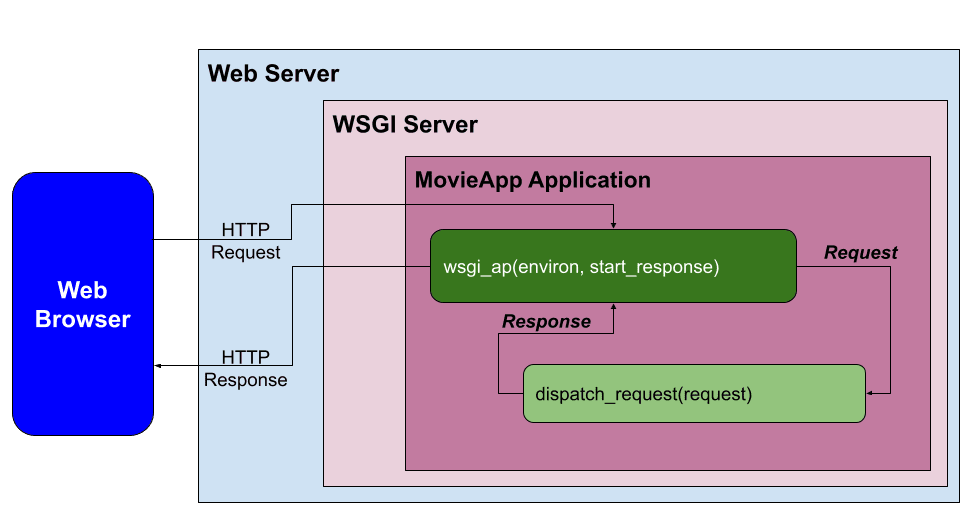 Web Server
WSGI Server
MovieApp Application
HTTP
Request
wsgi_ap(environ, start_response)
Request
Web
Browser
Response
HTTP
Response
dispatch_request(request)